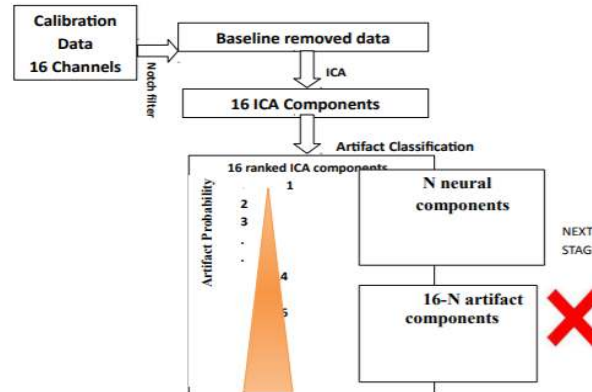 Calibration
Data
16 Channels
Notch filter
Baseline removed data
ICA
16 ICA Components
Artifact Classification
16 ranked ICA components
Artifact Probability
1
2
3
.
.
4
N neural
components
NEXT
STAG
16-N artifact
components